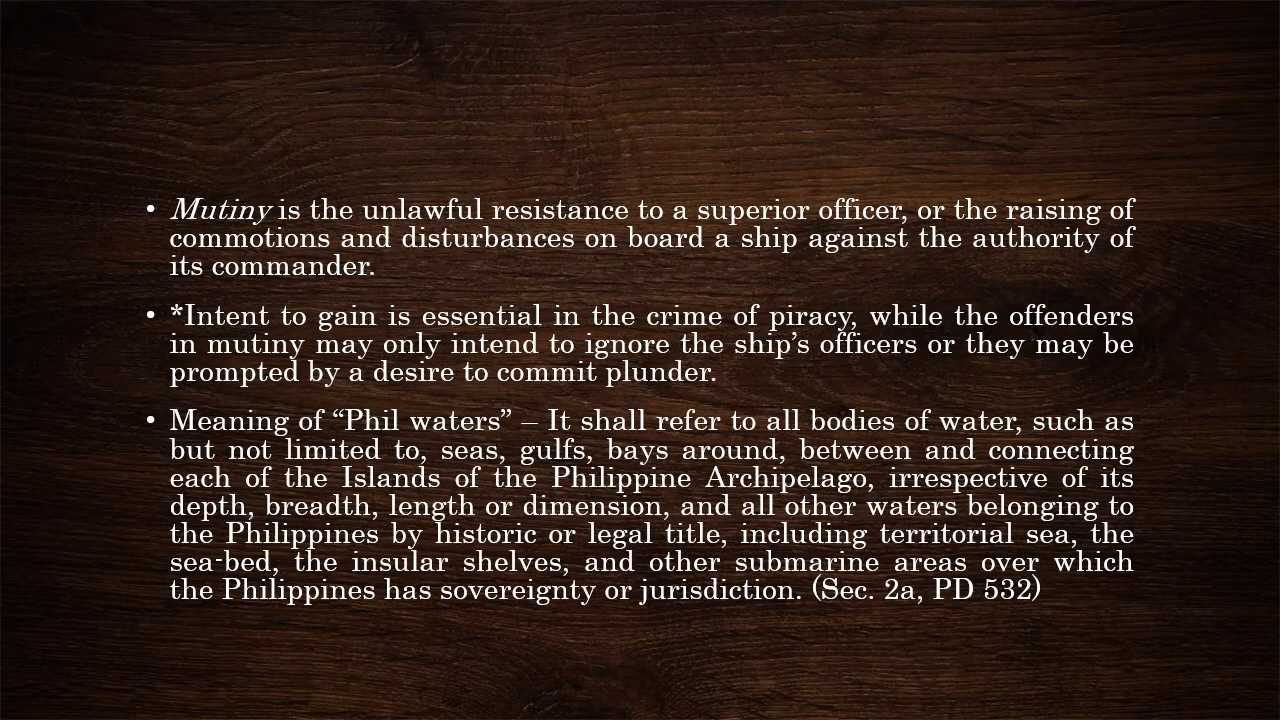 • Mutiny is the unlawful resistance to a superior officer, or the raising of
commotions and disturbances on board a ship against the authority of
its commander.
• *Intent to gain is essential in the crime of piracy, while the offenders
in mutiny may only intend to ignore the ship’s officers or they may be
prompted by a desire to commit plunder.
• Meaning of “Phil waters” – It shall refer to all bodies of water, such as
but not limited to, seas, gulfs, bays around, between and connecting
each of the Islands of the Philippine Archipelago, irrespective of its
depth, breadth, length or dimension, and all other waters belonging to
the Philippines by historic or legal title, including territorial sea, the
sea-bed, the insular shelves, and other submarine areas over which
the Philippines has sovereignty or jurisdiction. (Sec. 2a, PD 532)